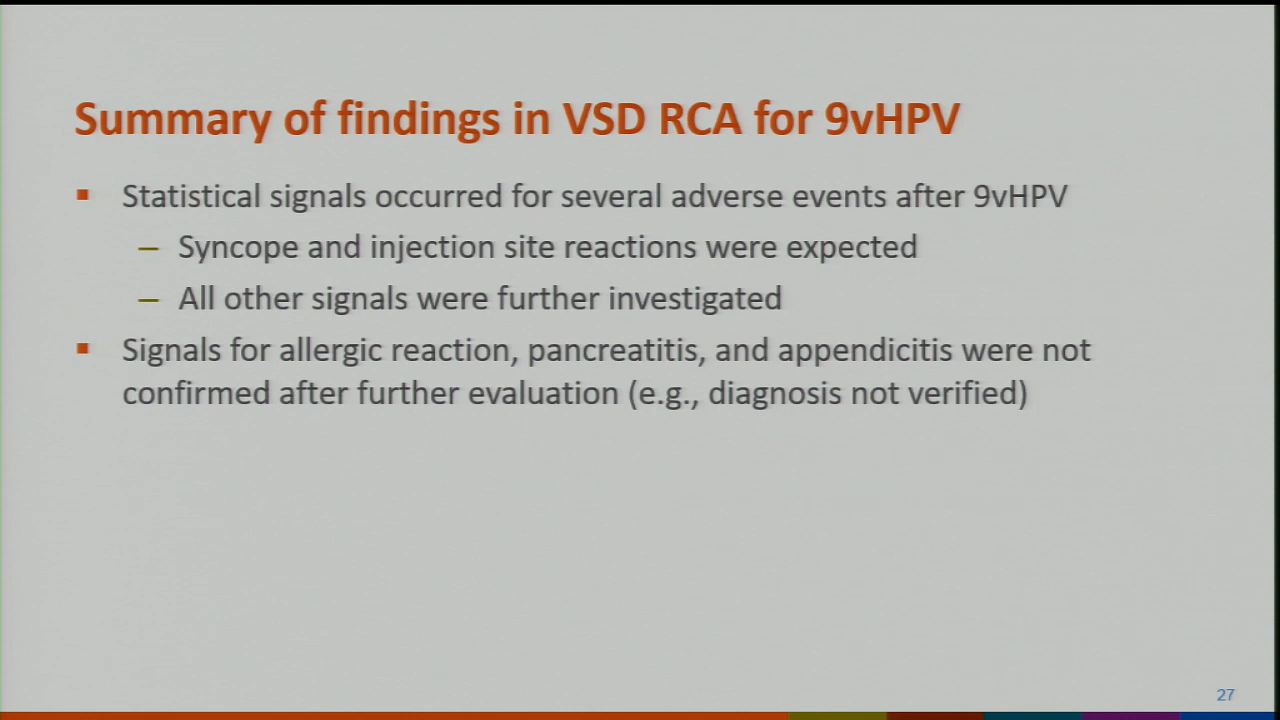 Summary of findings in VSD RCA for 9vHPV
▪ Statistical signals occurred for several adverse events after 9vHPV
– Syncope and injection site reactions were expected
– All other signals were further investigated
▪ Signals for allergic reaction, pancreatitis, and appendicitis were not
confirmed after further evaluation (e.g., diagnosis not verified)
27